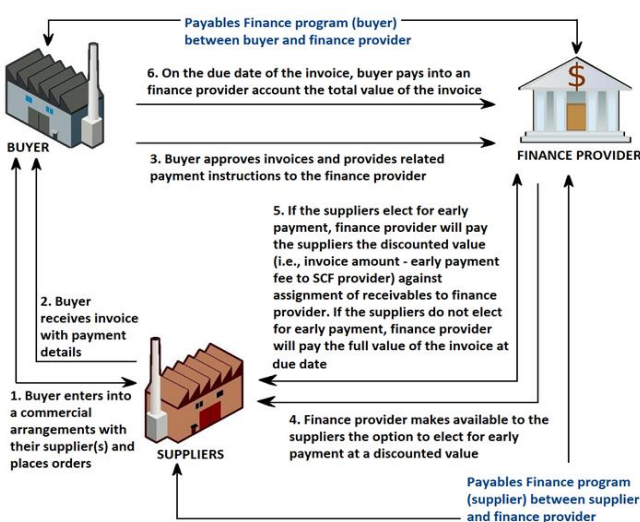 Payables Finance program (buyer)
between buyer and finance provider
$
6. On the due date of the invoice, buyer pays into an
finance provider account the total value of the invoice
BUYER
FINANCE PROVIDER
3. Buyer approves invoices and provides related
payment instructions to the finance provider
5. If the suppliers elect for early
payment, finance provider will pay
the suppliers the discounted value
(i.e., invoice amount - early payment
fee to SCF provider) against
assignment of receivables to finance
provider. If the suppliers do not elect
for early payment, finance provider
will pay the full value of the invoice at
due date
2. Buyer
receives invoice
with payment
details
1. Buyer enters into
a commercial
arrangements with
their supplier(s) and
places orders
SUPPLIERS
4. Finance provider makes available to the
suppliers the option to elect for early
payment at a discounted value
Payables Finance program
(supplier) between supplier
and finance provider